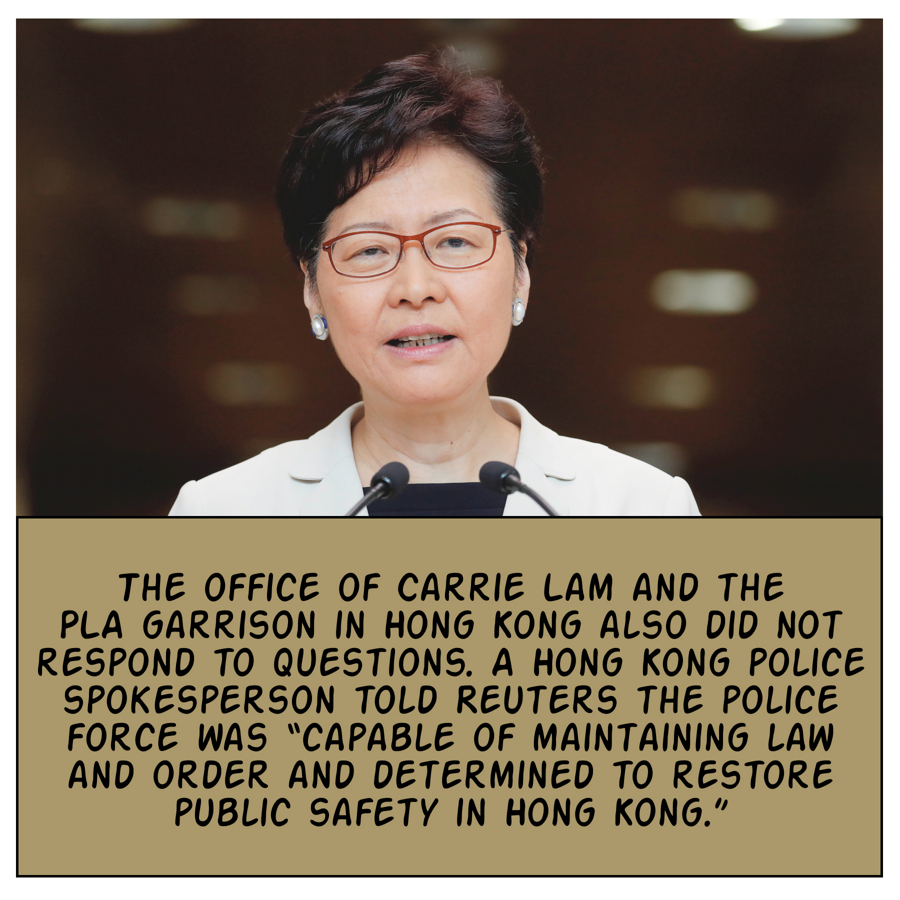 THE OFFICE OF CARRIE LAM AND THE
PLA GARRISON IN HONG KONG ALSO DID NOT
RESPOND TO QUESTIONS. A HONG KONG POLICE
SPOKESPERSON TOLD REUTERS THE POLICE
FORCE WAS “CAPABLE OF MAINTAINING LAW
AND ORDER AND DETERMINED TO RESTORE
PUBLIC SAFETY IN HONG KONG.”